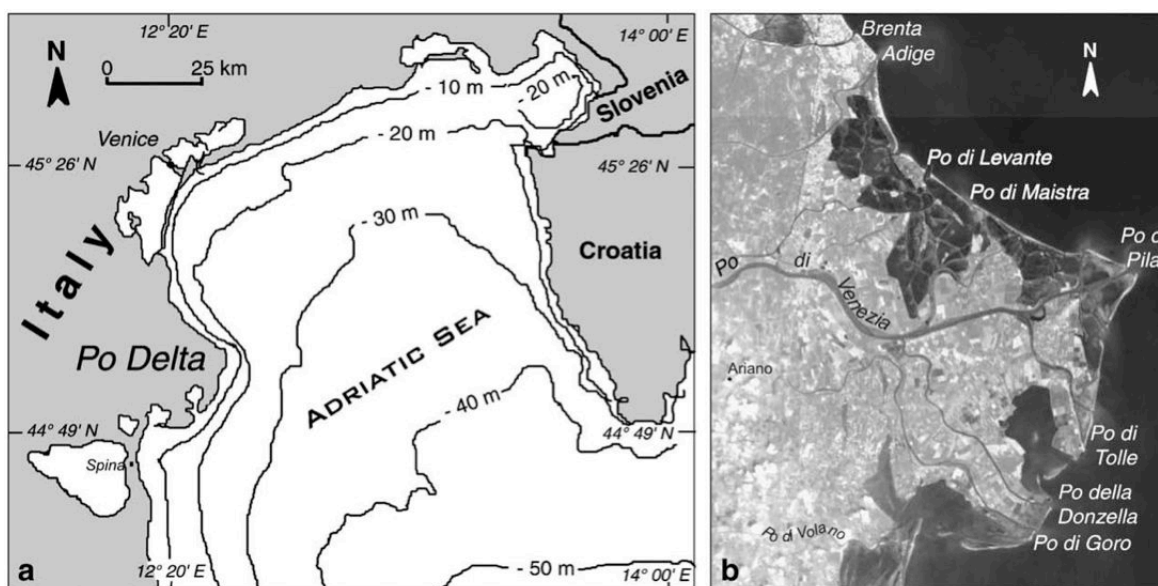 12° 20' E
14° 00' E
N
0 25 km
- 10 m
- 20 m
Slovenia
Venice
- 20 m
45° 26' N
45° 26' N
- 30 m
Italy
Croatia
ADRIATIC SEA
Po Delta
- 40 m
44° 49' N
44° 49' N
Spina
- 50 m
a
12° 20' E
14° 00' E
Brenta
Adige
N
Po di Levante
Po di Maistra
Po d
Pila
Po di Venezia
Ariano
Po di
Tolle
Po della
Donzella
Po di Volano
Po di Goro
b